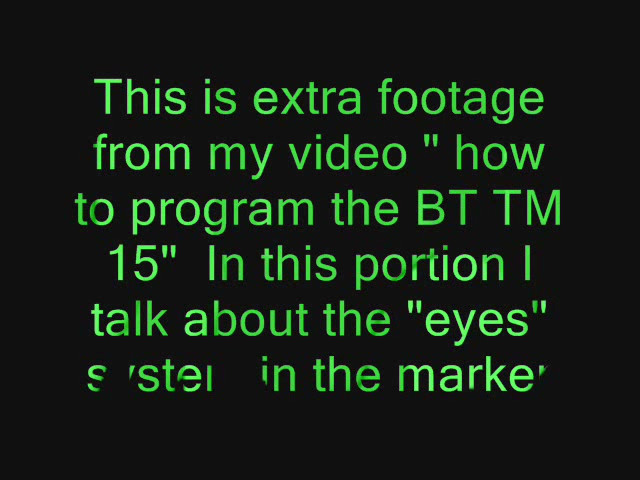 This is extra footage
from my video " how
to program the BT TM
15"  In this portion I
talk about the "eyes"
system in the marker